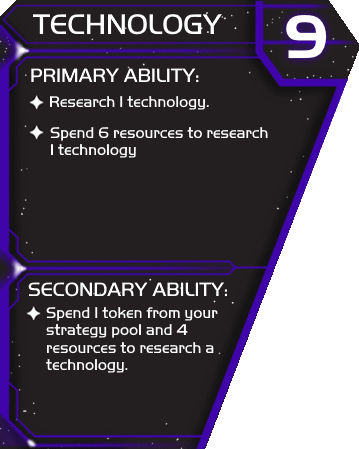 TECHNOLOGY
9
PRIMARY ABILITY:
Research 1 technology.
Spend 6 resources to research
1 technology
SECONDARY ABILITY:
Spend 1 token from your
strategy pool and 4
resources to research a
technology.